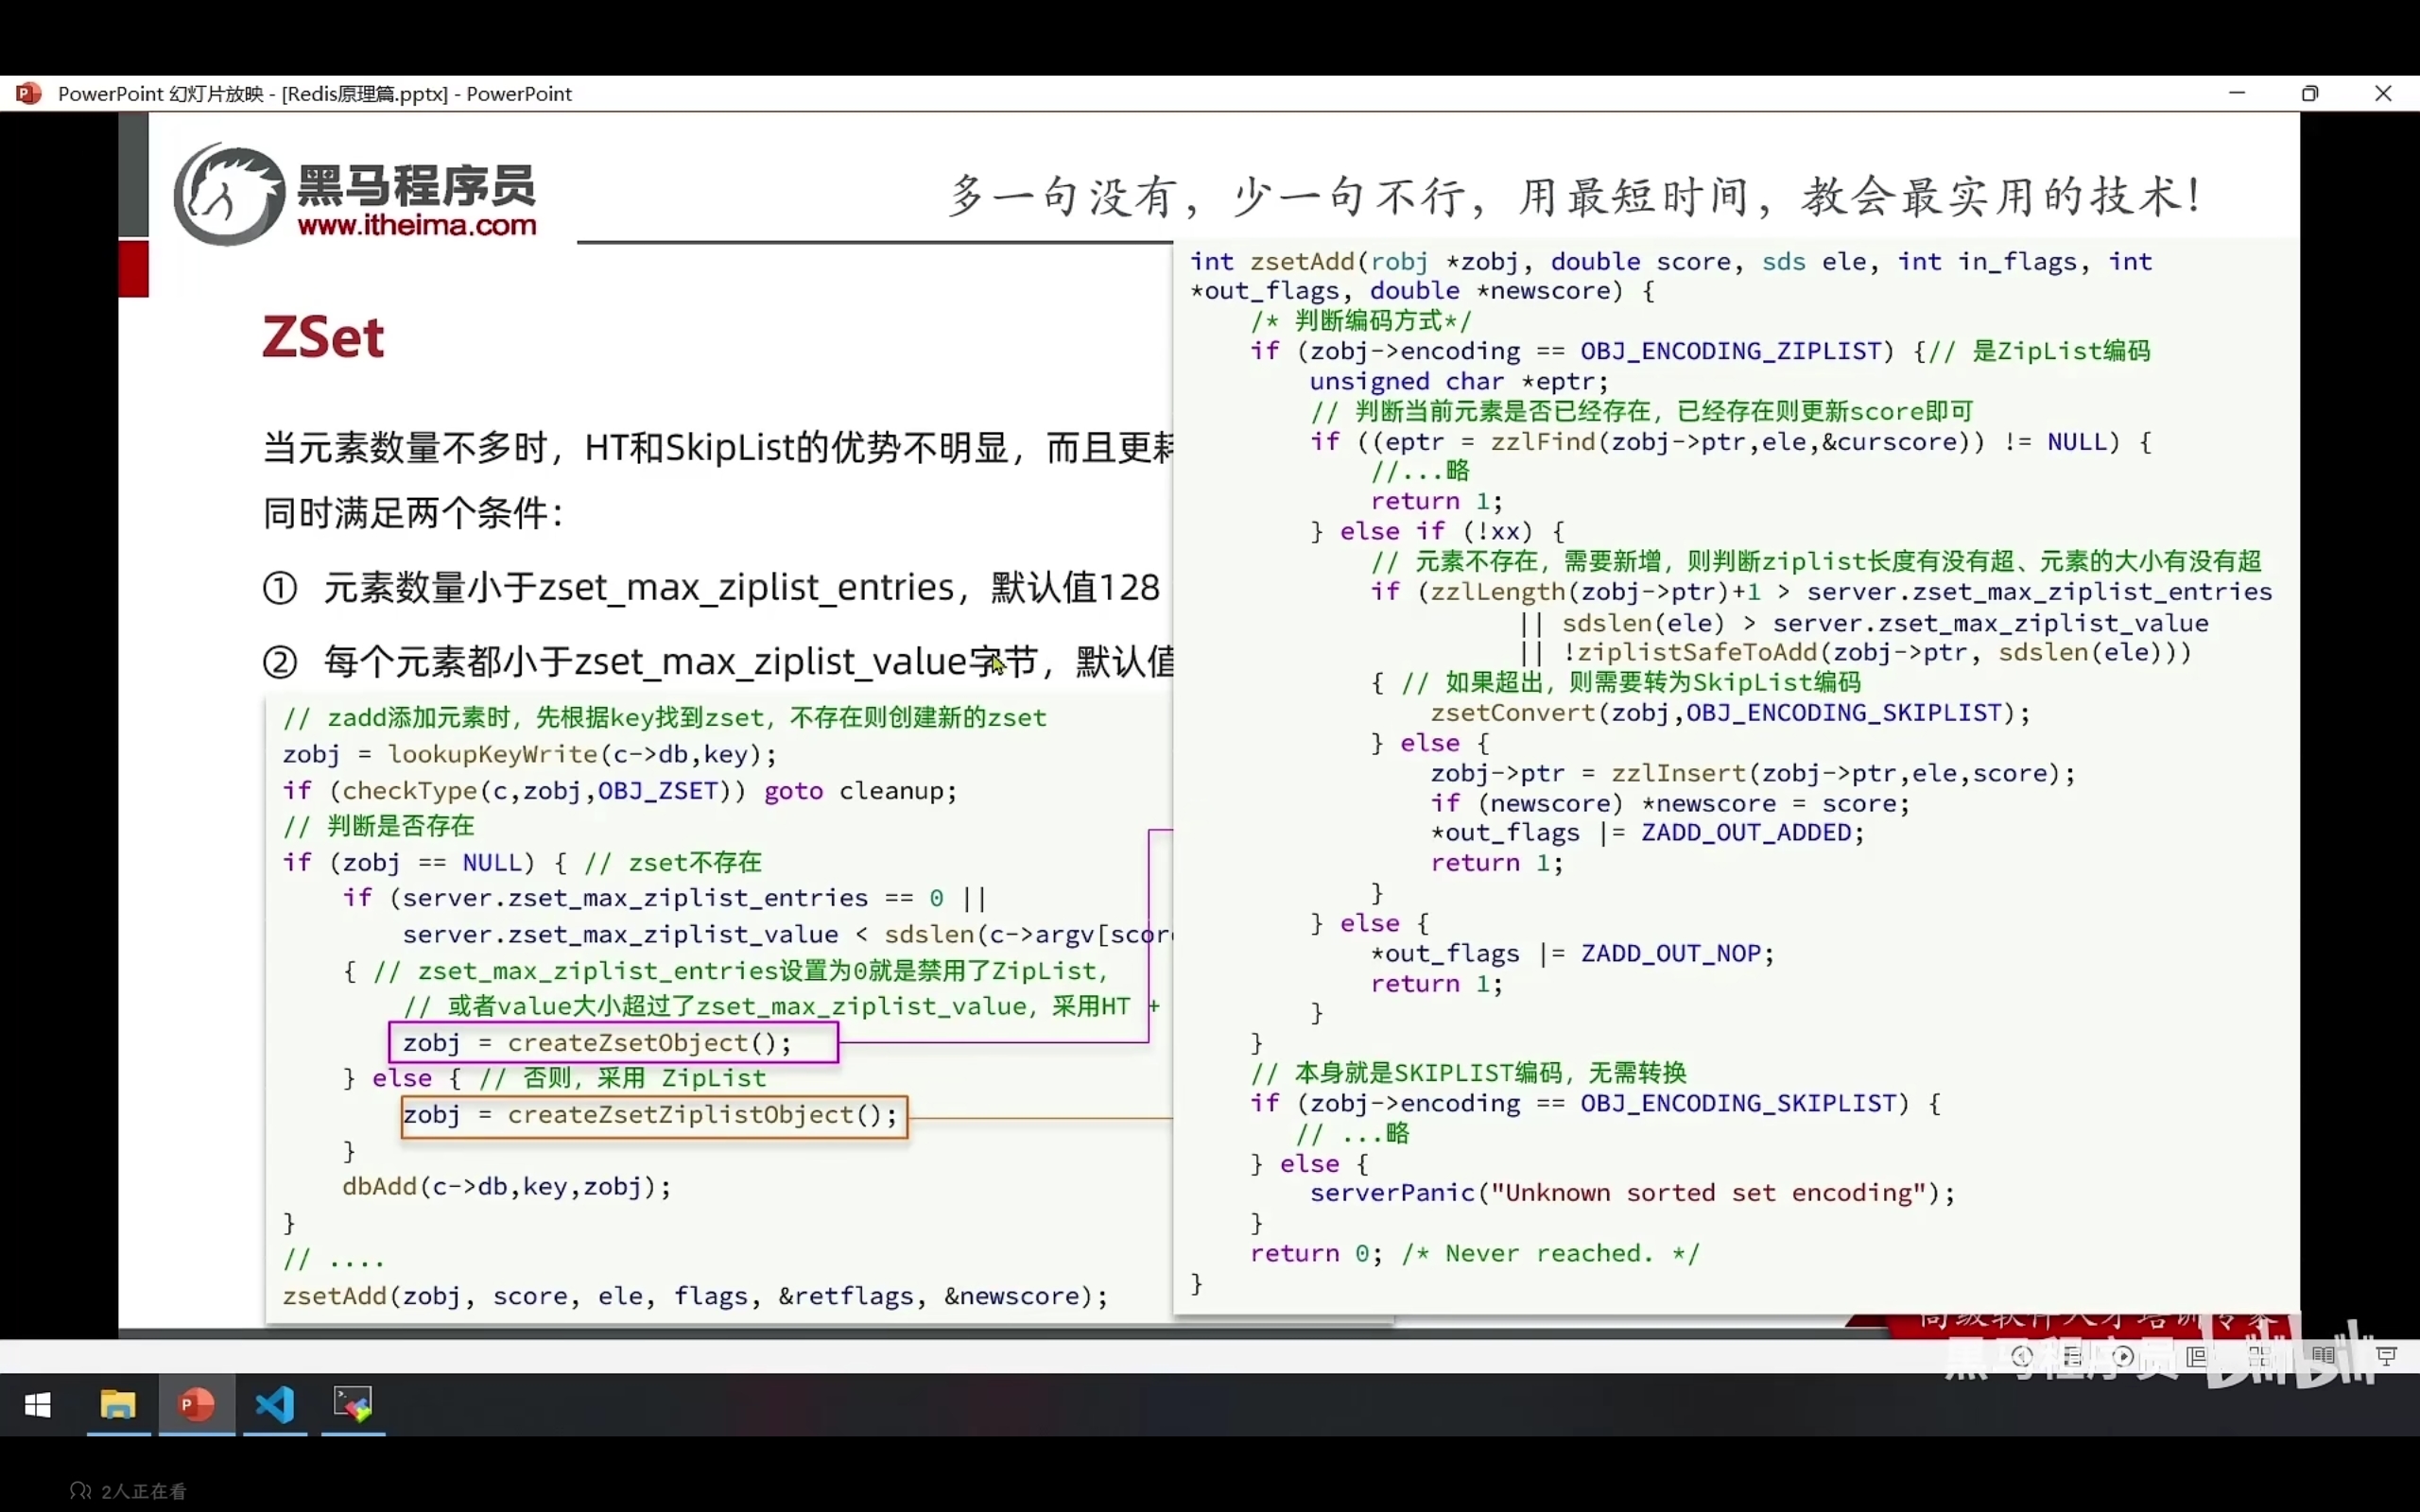 PowerPoint 幻灯片放映 - [Redis原理篇.pptx] - PowerPoint
黑马程序员
www.itheima.com
多一句没有，少一句不行，用最短时间，教会最实用的技术！
ZSet
当元素数量不多时，HT和SkipList的优势不明显，而且更耗
同时满足两个条件：
① 元素数量小于zset_max_ziplist_entries，默认值128
② 每个元素都小于zset_max_ziplist_value字节，默认值
// zadd添加元素时，先根据key找到zset，不存在则创建新的zset
zobj = lookupKeyWrite(c->db,key);
if (checkType(c,zobj,OBJ_ZSET)) goto cleanup;
// 判断是否存在
if (zobj == NULL) { // zset不存在
if (server.zset_max_ziplist_entries == 0 ||
server.zset_max_ziplist_value < sdslen(c->argv[score
{ // zset_max_ziplist_entries设置为0就是禁用了ZipList，
// 或者value大小超过了zset_max_ziplist_value，采用HT +
zobj = createZsetObject();
} else { // 否则，采用 ZipList
zobj = createZsetZiplistObject();
}
dbAdd(c->db,key,zobj);
}
// ....
zsetAdd(zobj, score, ele, flags, &retflags, &newscore);
int zsetAdd(robj *zobj, double score, sds ele, int in_flags, int
*out_flags, double *newscore) {
/* 判断编码方式*/
if (zobj->encoding == OBJ_ENCODING_ZIPLIST) {// 是ZipList编码
unsigned char *eptr;
// 判断当前元素是否已经存在，已经存在则更新score即可
if ((eptr = zzlFind(zobj->ptr,ele,&curscore)) != NULL) {
//...略
return 1;
} else if (!xx) {
// 元素不存在，需要新增，则判断ziplist长度有没有超、元素的大小有没有超
if (zzlLength(zobj->ptr)+1 > server.zset_max_ziplist_entries
|| sdslen(ele) > server.zset_max_ziplist_value
|| !ziplistSafeToAdd(zobj->ptr, sdslen(ele)))
{ // 如果超出，则需要转为SkipList编码
zsetConvert(zobj,OBJ_ENCODING_SKIPLIST);
} else {
zobj->ptr = zzlInsert(zobj->ptr,ele,score);
if (newscore) *newscore = score;
*out_flags |= ZADD_OUT_ADDED;
return 1;
}
} else {
*out_flags |= ZADD_OUT_NOP;
return 1;
}
}
// 本身就是SKIPLIST编码，无需转换
if (zobj->encoding == OBJ_ENCODING_SKIPLIST) {
// ...略
} else {
serverPanic("Unknown sorted set encoding");
}
return 0; /* Never reached. */
}
高级软件人才培训专家
黑马程序员 bilibili
2人正在看